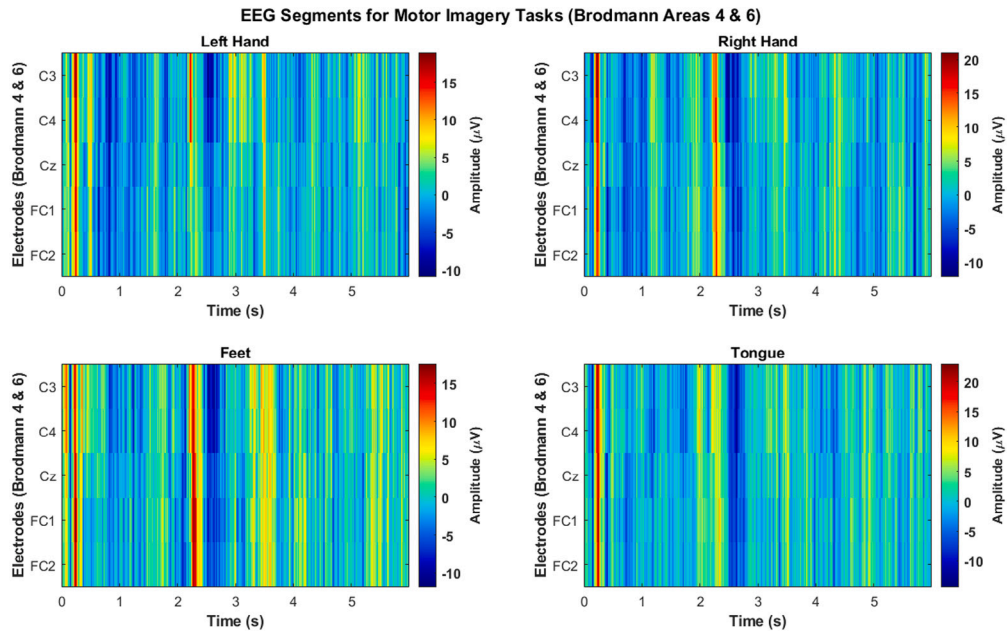 EEG Segments for Motor Imagery Tasks (Brodmann Areas 4 & 6)
Left Hand
Electrodes (Brodmann 4 & 6)
C3
C4
Cz
FC1
FC2
0 1 2 3 4 5
Time (s)
15
10
5
0
-5
-10
Amplitude (μV)
Right Hand
Electrodes (Brodmann 4 & 6)
C3
C4
Cz
FC1
FC2
0 1 2 3 4 5
Time (s)
20
15
10
5
0
-5
-10
Amplitude (μV)
Feet
Electrodes (Brodmann 4 & 6)
C3
C4
Cz
FC1
FC2
0 1 2 3 4 5
Time (s)
15
10
5
0
-5
-10
Amplitude (μV)
Tongue
Electrodes (Brodmann 4 & 6)
C3
C4
Cz
FC1
FC2
0 1 2 3 4 5
Time (s)
20
15
10
5
0
-5
-10
Amplitude (μV)